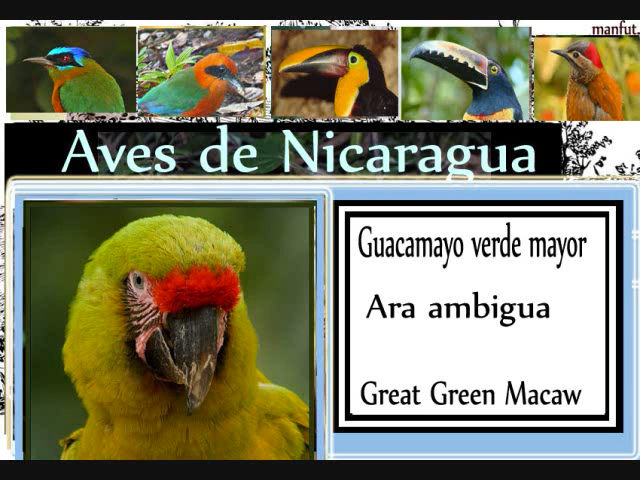 manfut.
Aves de Nicaragua
Guacamayo verde mayor
Ara ambigua
Great Green Macaw